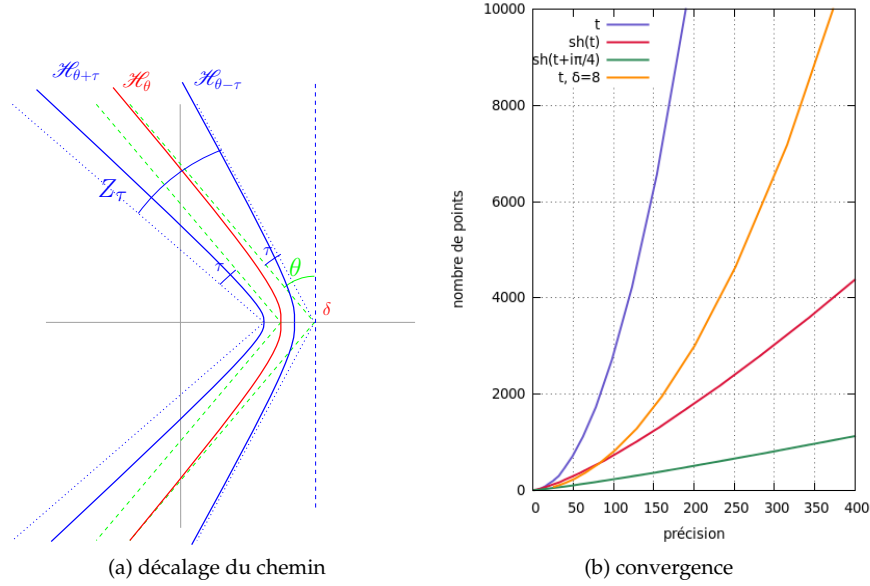 ℋθ+τ
ℋθ
ℋθ−τ
Zτ
τ
τ
θ
δ
(a) décalage du chemin
t
sh(t)
sh(t+iπ/4)
t, δ=8
10000
8000
6000
4000
2000
0
nombre de points
0 50 100 150 200 250 300 350 400
précision
(b) convergence